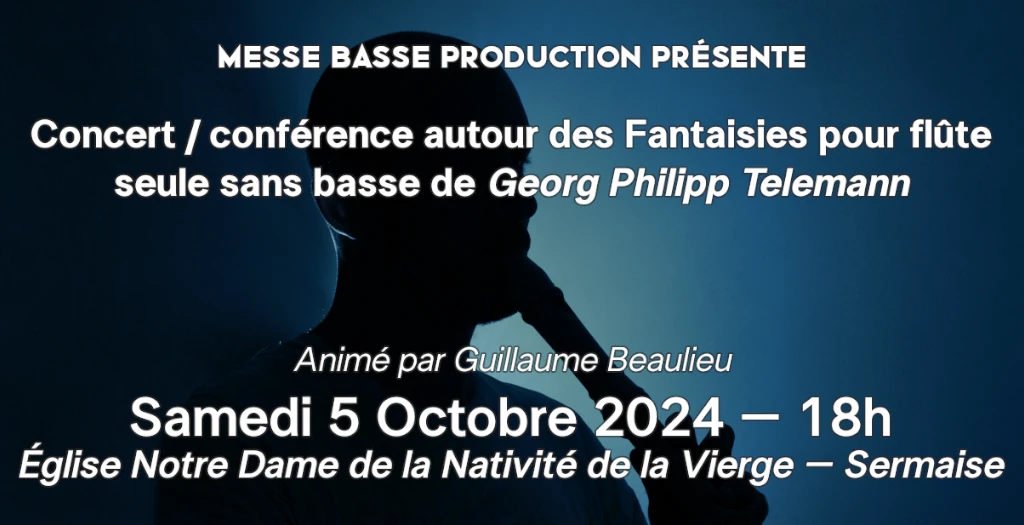 MESSE BASSE PRODUCTION PRÉSENTE
Concert / conférence autour des Fantaisies pour flûte
seule sans basse de Georg Philipp Telemann
Animé par Guillaume Beaulieu
Samedi 5 Octobre 2024 — 18h
Église Notre Dame de la Nativité de la Vierge — Sermaise